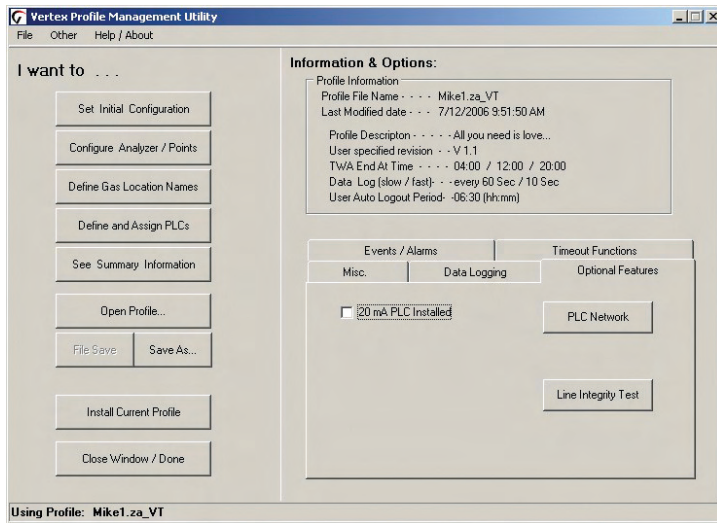 Vertex Profile Management Utility
File Other Help / About
I want to . . .
Set Initial Configuration
Configure Analyzer / Points
Define Gas Location Names
Define and Assign PLCs
See Summary Information
Open Profile...
File Save Save As...
Install Current Profile
Close Window / Done
Information & Options:
Profile Information
Profile File Name - - - - Mike1.za_VT
Last Modified date - - - 7/12/2006 9:51:50 AM
Profile Descripton - - - - - All you need is love...
User specified revision - - V 1.1
TWA End At Time - - - - 04:00 / 12:00 / 20:00
Data Log (slow / fast)- - - every 60 Sec / 10 Sec
User Auto Logout Period- -06:30 (hh:mm)
Events / Alarms Timeout Functions
Misc. Data Logging Optional Features
20 mA PLC Installed
PLC Network
Line Integrity Test
Using Profile: Mike1.za_VT